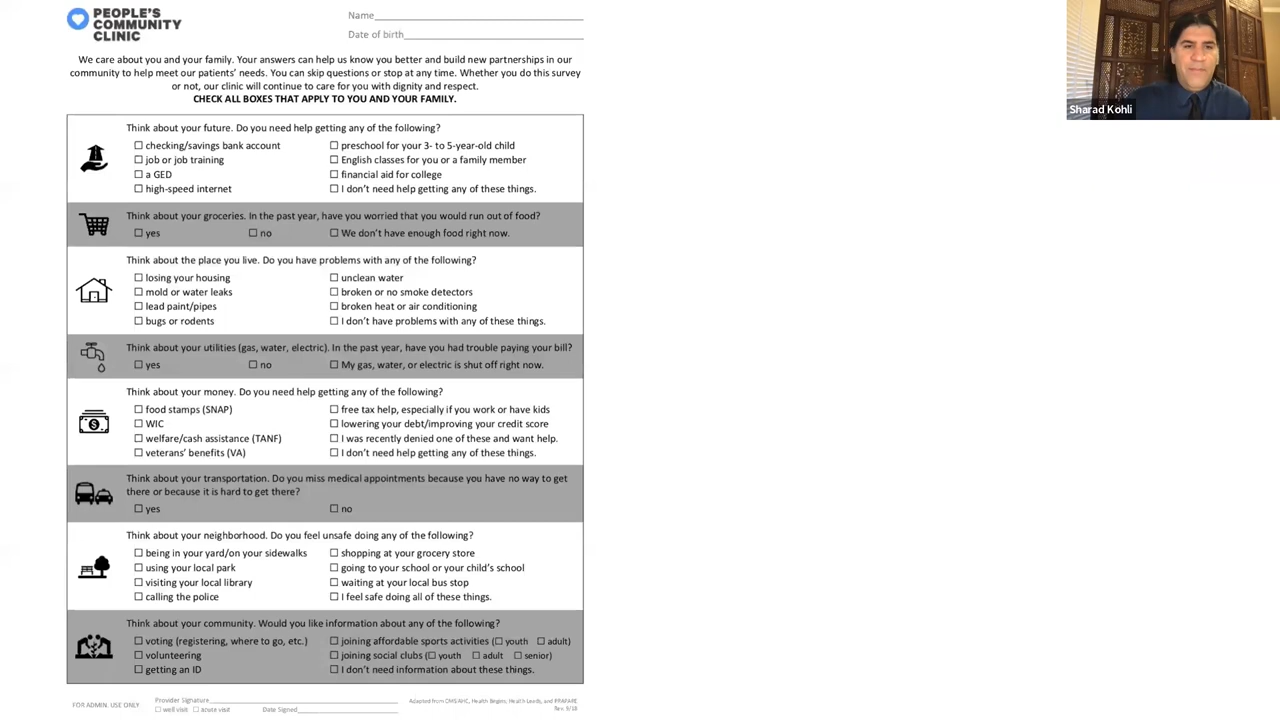 PEOPLE'S
COMMUNITY
CLINIC
Name
Date of birth
We care about you and your family. Your answers can help us know you better and build new partnerships in our
community to help meet our patients' needs. You can skip questions or stop at any time. Whether you do this survey
or not, our clinic will continue to care for you with dignity and respect.
CHECK ALL BOXES THAT APPLY TO YOU AND YOUR FAMILY.
Think about your future. Do you need help getting any of the following?
☐ checking/savings bank account ☐ preschool for your 3- to 5-year-old child
☐ job or job training ☐ English classes for you or a family member
☐ a GED ☐ financial aid for college
☐ high-speed internet ☐ I don't need help getting any of these things.
Think about your groceries. In the past year, have you worried that you would run out of food?
☐ yes ☐ no ☐ We don't have enough food right now.
Think about the place you live. Do you have problems with any of the following?
☐ losing your housing ☐ unclean water
☐ mold or water leaks ☐ broken or no smoke detectors
☐ lead paint/pipes ☐ broken heat or air conditioning
☐ bugs or rodents ☐ I don't have problems with any of these things.
Think about your utilities (gas, water, electric). In the past year, have you had trouble paying your bill?
☐ yes ☐ no ☐ My gas, water, or electric is shut off right now.
Think about your money. Do you need help getting any of the following?
☐ food stamps (SNAP) ☐ free tax help, especially if you work or have kids
☐ WIC ☐ lowering your debt/improving your credit score
☐ welfare/cash assistance (TANF) ☐ I was recently denied one of these and want help.
☐ veterans' benefits (VA) ☐ I don't need help getting any of these things.
Think about your transportation. Do you miss medical appointments because you have no way to get
there or because it is hard to get there?
☐ yes ☐ no
Think about your neighborhood. Do you feel unsafe doing any of the following?
☐ being in your yard/on your sidewalks ☐ shopping at your grocery store
☐ using your local park ☐ going to your school or your child's school
☐ visiting your local library ☐ waiting at your local bus stop
☐ calling the police ☐ I feel safe doing all of these things.
Think about your community. Would you like information about any of the following?
☐ voting (registering, where to go, etc.) ☐ joining affordable sports activities (☐ youth ☐ adult)
☐ volunteering ☐ joining social clubs (☐ youth ☐ adult ☐ senior)
☐ getting an ID ☐ I don't need information about these things.
FOR ADMIN. USE ONLY
Provider Signature
☐ well visit ☐ acute visit Date Signed
Adapted from CMS AHC, Health Begins, Health Leads, and PRAPARE
Rev. 9/18
Sharad Kohli